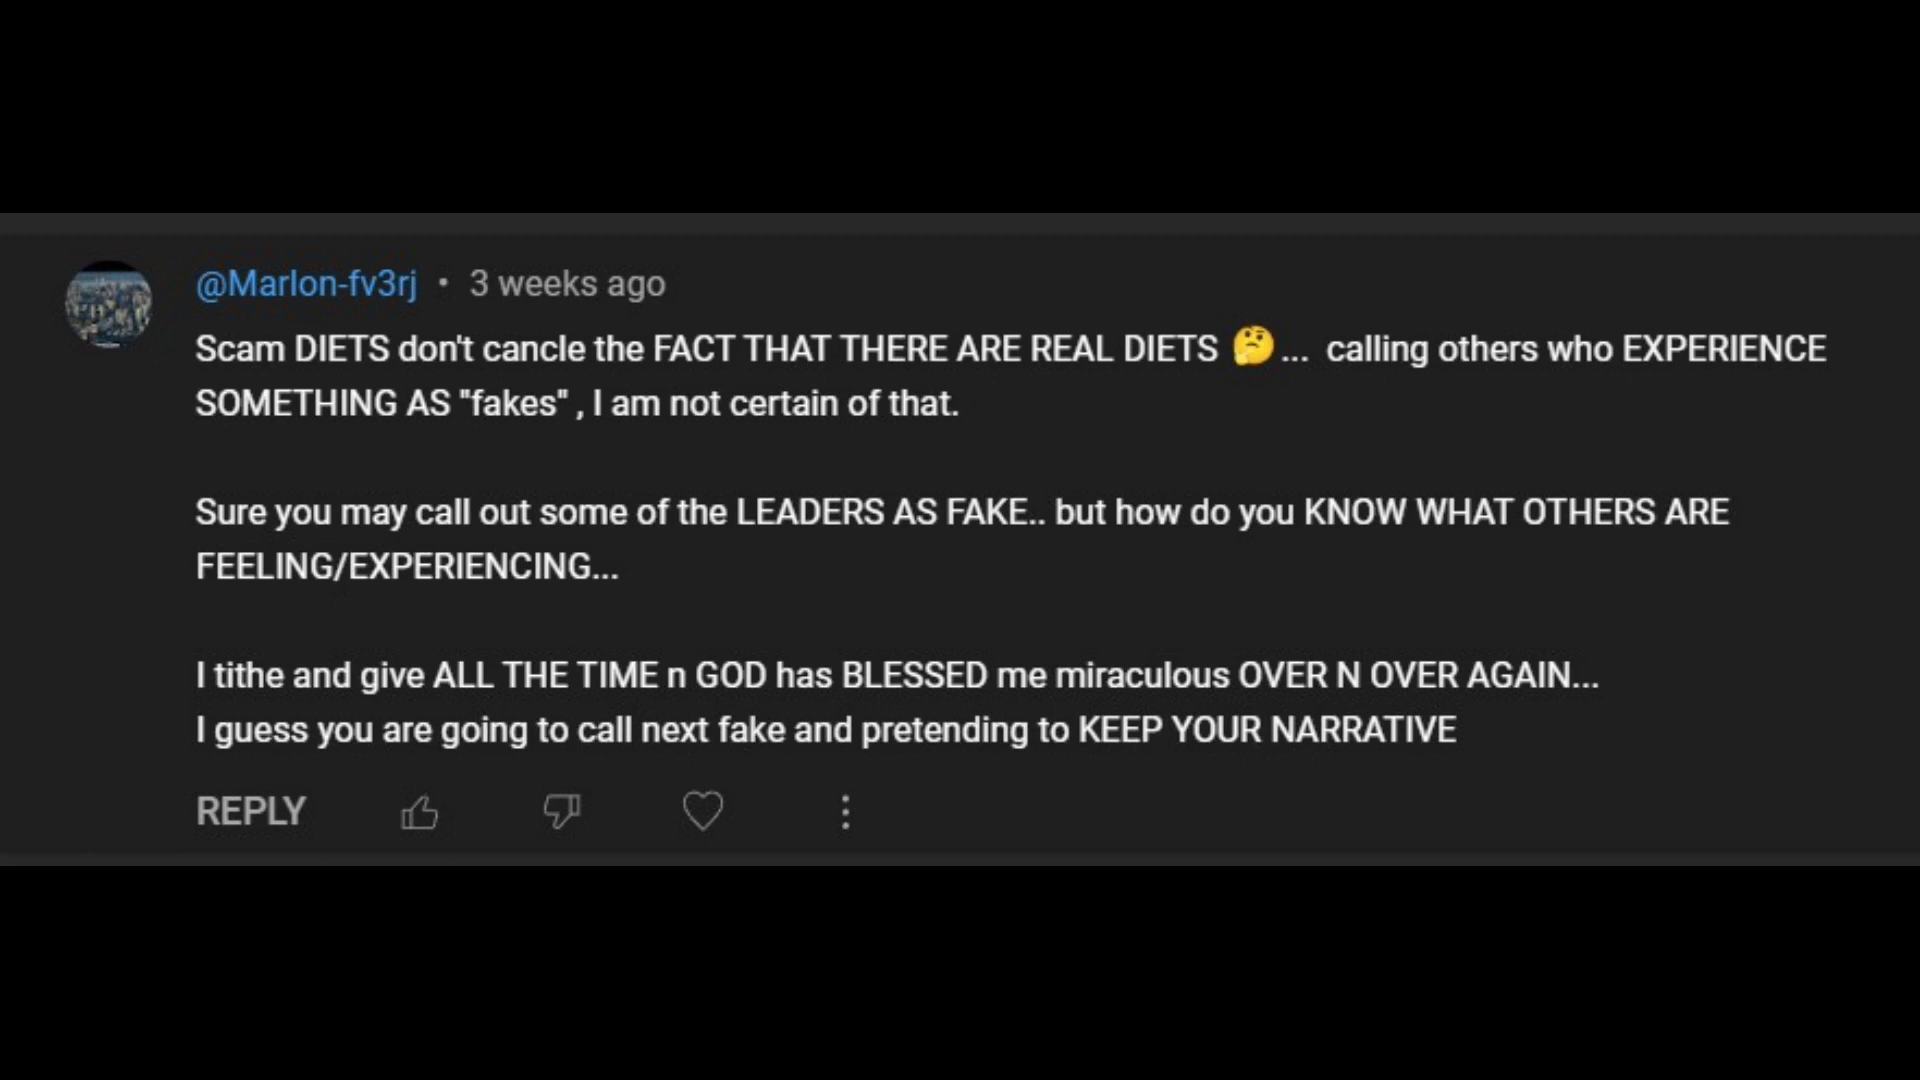 @Marlon-fv3rj • 3 weeks ago
Scam DIETS don't cancle the FACT THAT THERE ARE REAL DIETS 🤔... calling others who EXPERIENCE
SOMETHING AS "fakes" , I am not certain of that.
Sure you may call out some of the LEADERS AS FAKE.. but how do you KNOW WHAT OTHERS ARE
FEELING/EXPERIENCING...
I tithe and give ALL THE TIME n GOD has BLESSED me miraculous OVER N OVER AGAIN...
I guess you are going to call next fake and pretending to KEEP YOUR NARRATIVE
REPLY